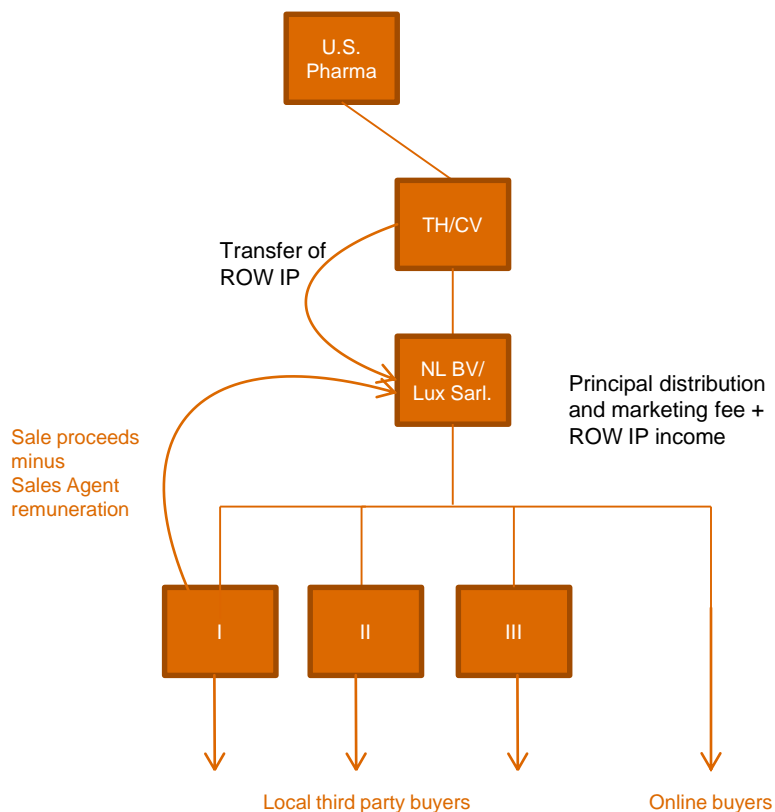 U.S.
Pharma
TH/CV
Transfer of
ROW IP
NL BV/
Lux Sarl.
Principal distribution
and marketing fee +
ROW IP income
Sale proceeds
minus
Sales Agent
remuneration
I
II
III
Local third party buyers
Online buyers